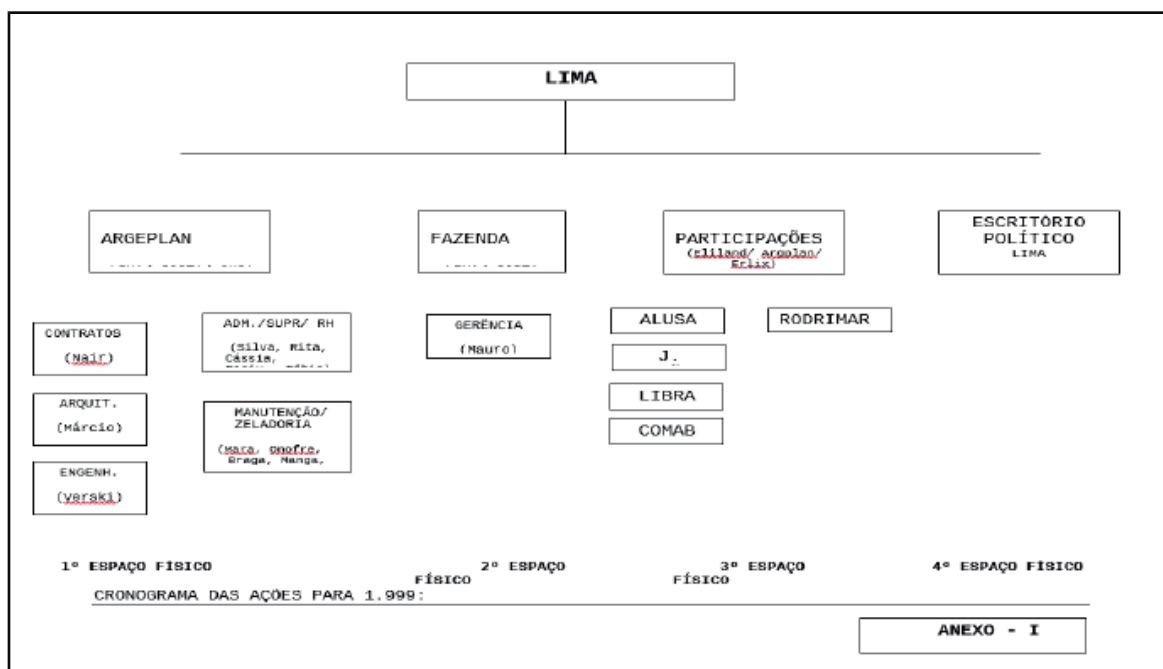 LIMA
ARGEPLAN
FAZENDA
PARTICIPAÇÕES
(Eliland/ Argplan/
Erlix)
ESCRITÓRIO
POLÍTICO
LIMA
CONTRATOS
(Nair)
ADM./SUPR/ RH
(Silva, Rita,
Cássia,
GERÊNCIA
(Mauro)
ALUSA
RODRIMAR
J.
LIBRA
COMAB
ARQUIT.
(Márcio)
MANUTENÇÃO/
ZELADORIA
(Mara, Onofre,
Braga, Manga,
ENGENH.
(Verski)
1º ESPAÇO FÍSICO
2º ESPAÇO
FÍSICO
3º ESPAÇO
FÍSICO
4º ESPAÇO FÍSICO
CRONOGRAMA DAS AÇÕES PARA 1.999:
ANEXO - I